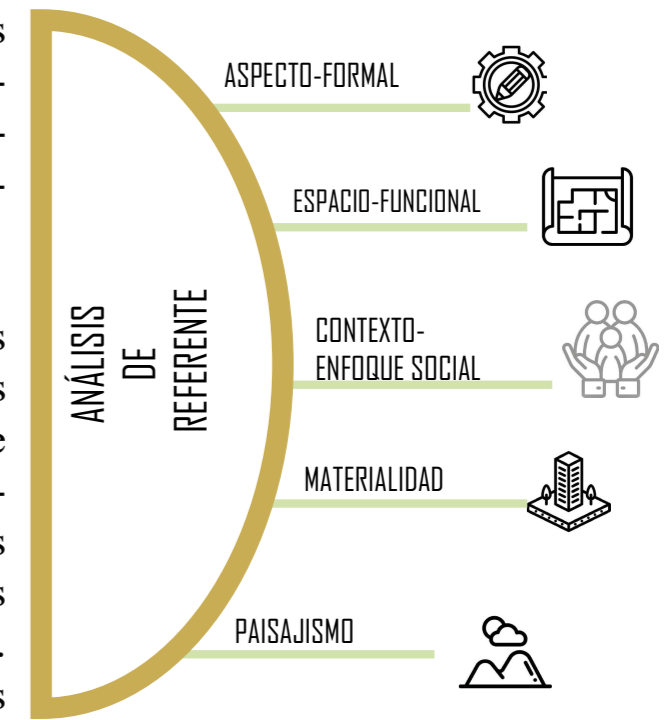 ANÁLISIS
DE
REFERENTE
ASPECTO-FORMAL
ESPACIO-FUNCIONAL
CONTEXTO-
ENFOQUE SOCIAL
MATERIALIDAD
PAISAJISMO